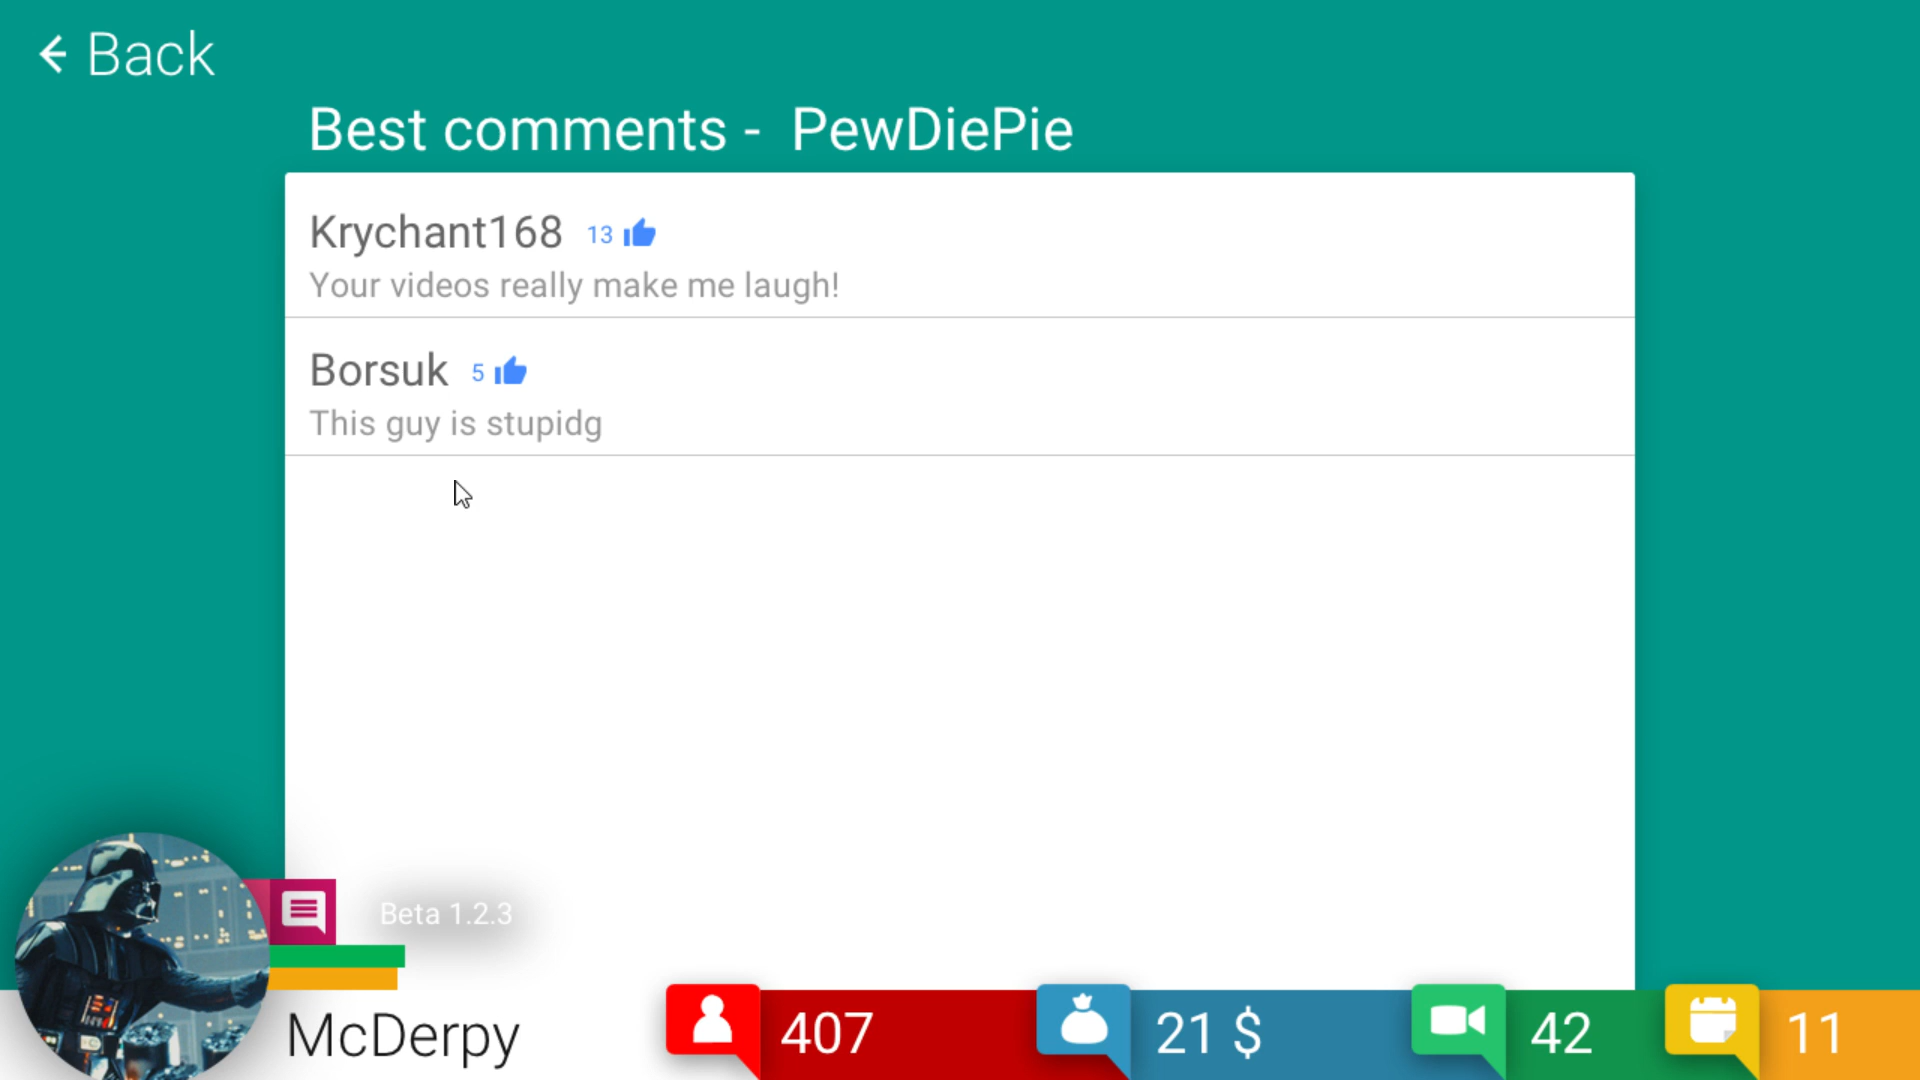 Back
Best comments - PewDiePie
Krychant168 13
Your videos really make me laugh!
Borsuk 5
This guy is stupidg
Beta 1.2.3
McDerpy 407 21 $ 42 11